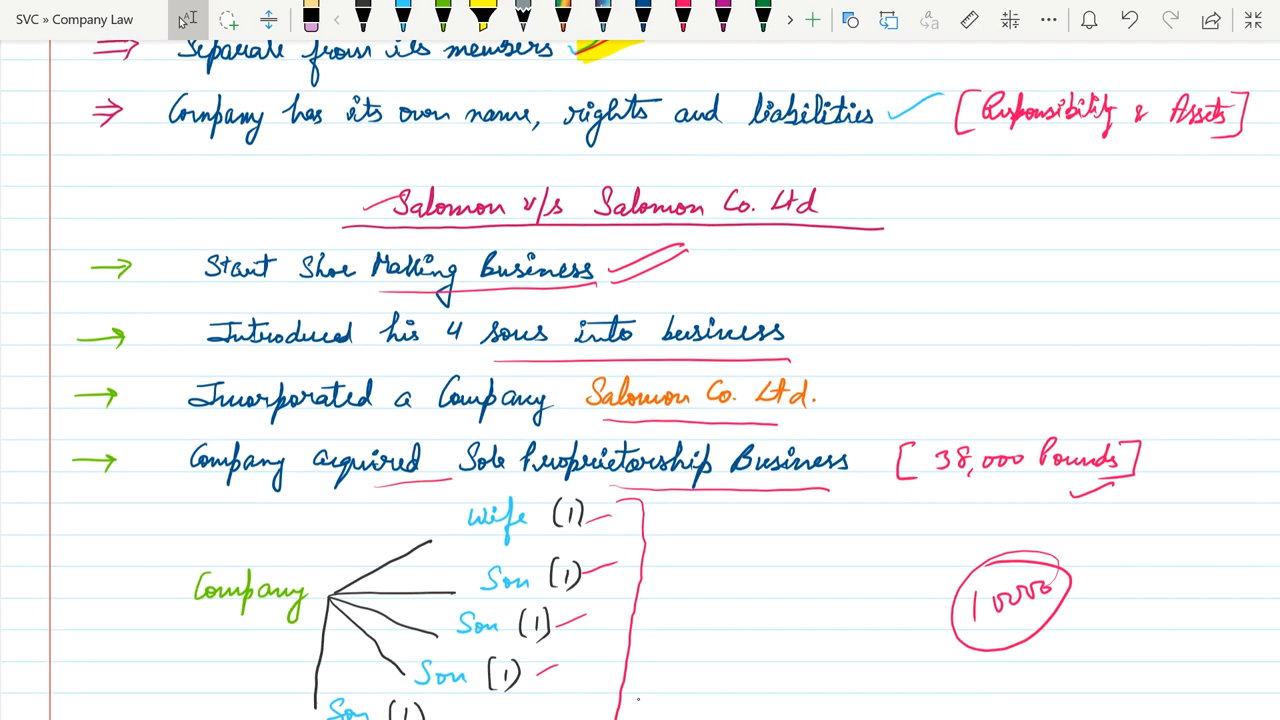 SVC » Company Law
Separate from its members
⇒ Company has its own name, rights and liabilities ✓ [Responsibility & Assets]
Salomon v/s Salomon Co. Ltd
→ Start Shoe Making Business
→ Introduced his 4 sons into business
→ Incorporated a Company Salomon Co. Ltd.
→ Company acquired Sole Proprietorship Business [38,000 Pounds]
Wife (1)
Son (1)
Company
Son (1)
Son (1)
Son (1)
10000